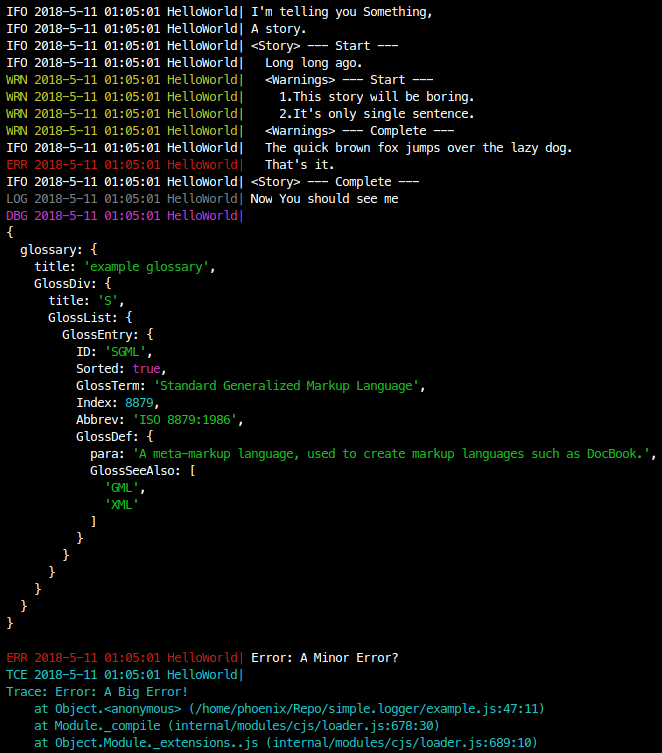 IFO 2018-5-11 01:05:01 HelloWorld| I'm telling you Something,
IFO 2018-5-11 01:05:01 HelloWorld| A story.
IFO 2018-5-11 01:05:01 HelloWorld| <Story> --- Start ---
IFO 2018-5-11 01:05:01 HelloWorld|   Long long ago.
WRN 2018-5-11 01:05:01 HelloWorld|   <Warnings> --- Start ---
WRN 2018-5-11 01:05:01 HelloWorld|     1.This story will be boring.
WRN 2018-5-11 01:05:01 HelloWorld|     2.It's only single sentence.
WRN 2018-5-11 01:05:01 HelloWorld|   <Warnings> --- Complete ---
IFO 2018-5-11 01:05:01 HelloWorld|   The quick brown fox jumps over the lazy dog.
ERR 2018-5-11 01:05:01 HelloWorld|   That's it.
IFO 2018-5-11 01:05:01 HelloWorld| <Story> --- Complete ---
LOG 2018-5-11 01:05:01 HelloWorld| Now You should see me
DBG 2018-5-11 01:05:01 HelloWorld|
{
  glossary: {
    title: 'example glossary',
    GlossDiv: {
      title: 'S',
      GlossList: {
        GlossEntry: {
          ID: 'SGML',
          Sorted: true,
          GlossTerm: 'Standard Generalized Markup Language',
          Index: 8879,
          Abbrev: 'ISO 8879:1986',
          GlossDef: {
            para: 'A meta-markup language, used to create markup languages such as DocBook.',
            GlossSeeAlso: [
              'GML',
              'XML'
            ]
          }
        }
      }
    }
  }
}
ERR 2018-5-11 01:05:01 HelloWorld| Error: A Minor Error?
TCE 2018-5-11 01:05:01 HelloWorld|
Trace: Error: A Big Error!
    at Object.<anonymous> (/home/phoenix/Repo/simple.logger/example.js:47:11)
    at Module._compile (internal/modules/cjs/loader.js:678:30)
    at Object.Module._extensions..js (internal/modules/cjs/loader.js:689:10)